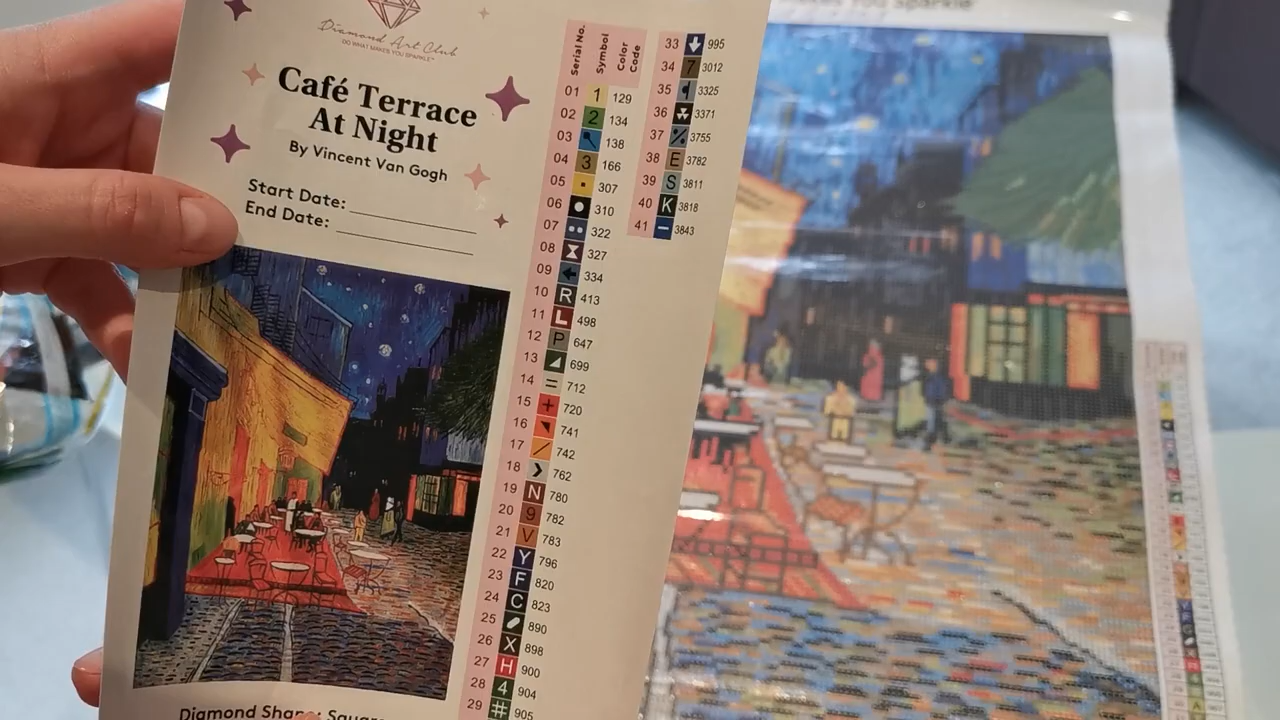 Diamond Art Club
DO WHAT MAKES YOU SPARKLE™
Café Terrace
At Night
By Vincent Van Gogh
Start Date:
End Date:
Diamond Shape: Square
Serial No. Symbol Color Code
01 1 129
02 2 134
03 138
04 3 166
05 307
06 310
07 322
08 327
09 334
10 R 413
11 L 498
12 P 647
13 699
14 = 712
15 + 720
16 741
17 / 742
18 762
19 N 780
20 9 782
21 V 783
22 Y 796
23 F 820
24 C 823
25 890
26 X 898
27 H 900
28 4 904
29 # 905
33 995
34 7 3012
35 3325
36 3371
37 3755
38 E 3782
39 S 3811
40 K 3818
41 − 3843
You Sparkle